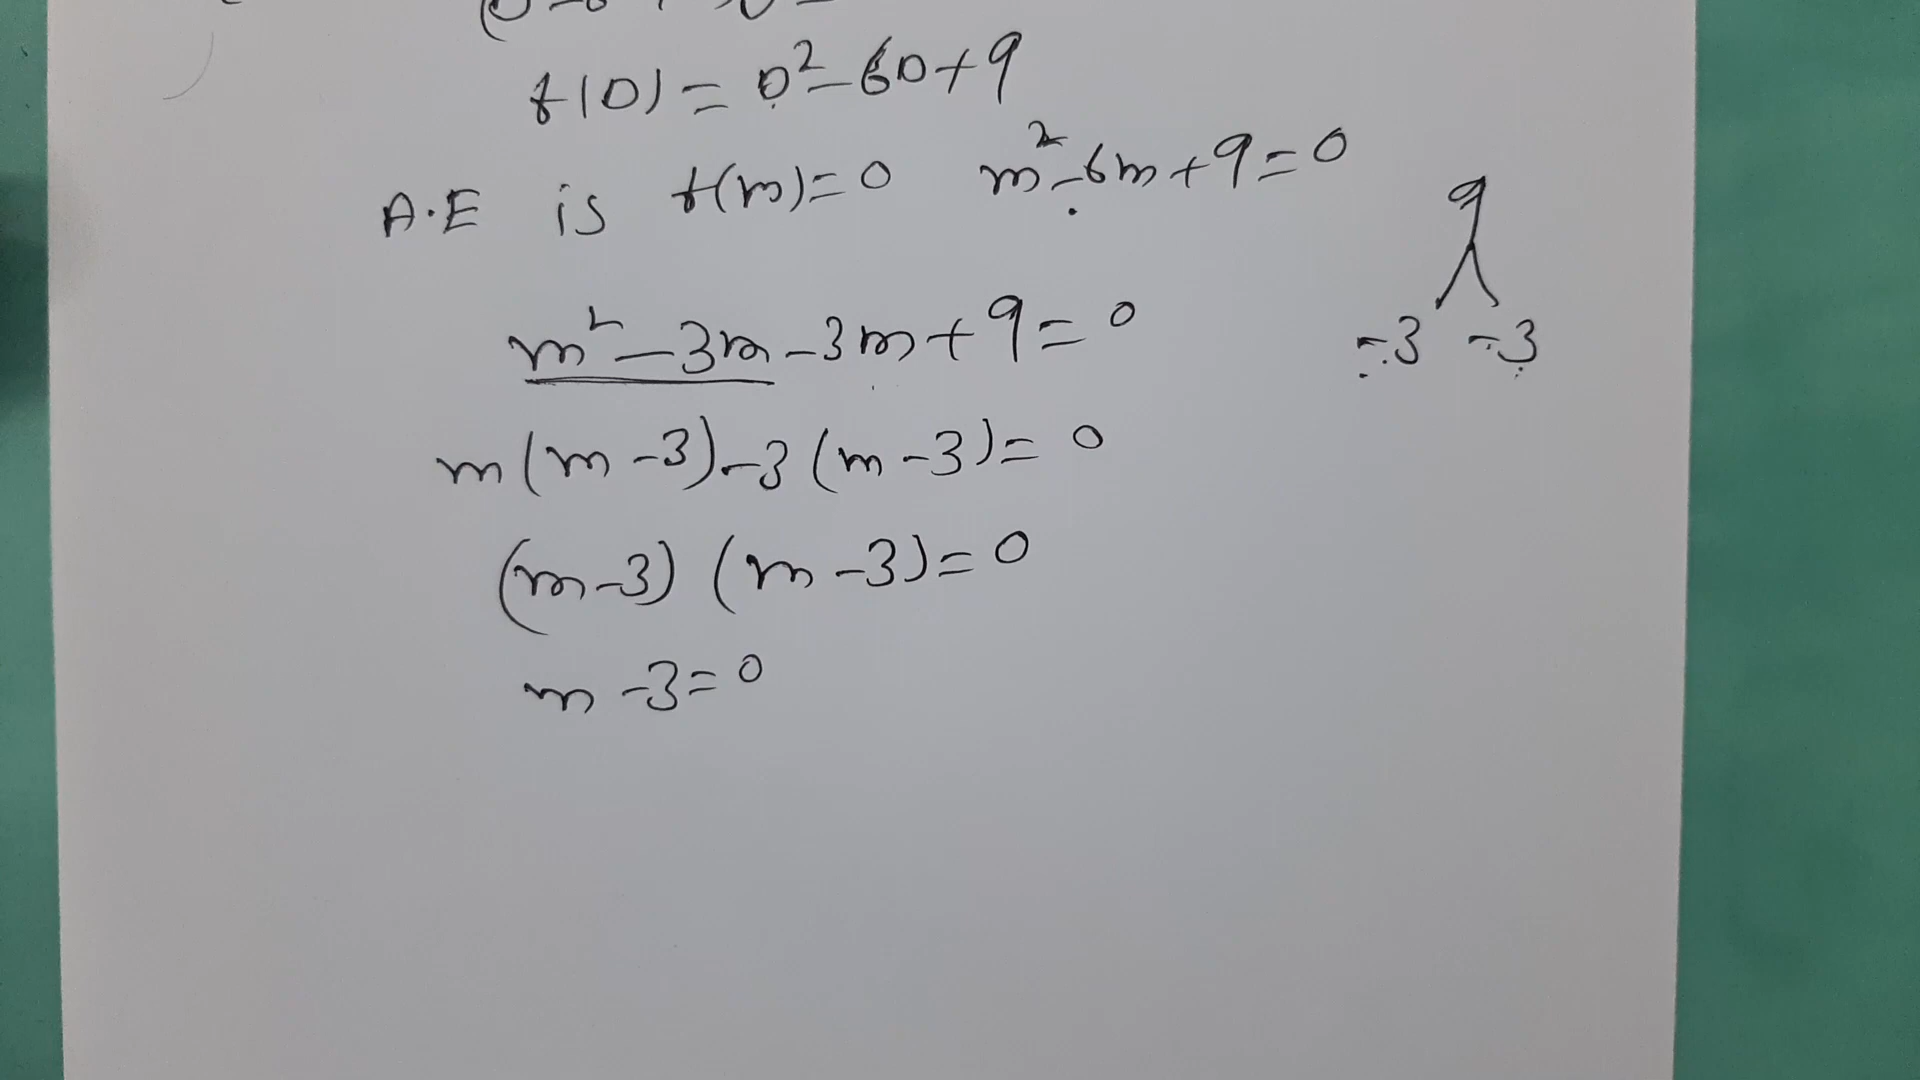 f(D) = D² - 6D + 9
A.E is f(m) = 0 m² - 6m + 9 = 0
9
-3 -3
m² - 3m - 3m + 9 = 0
m(m - 3) - 3(m - 3) = 0
(m - 3) (m - 3) = 0
m - 3 = 0